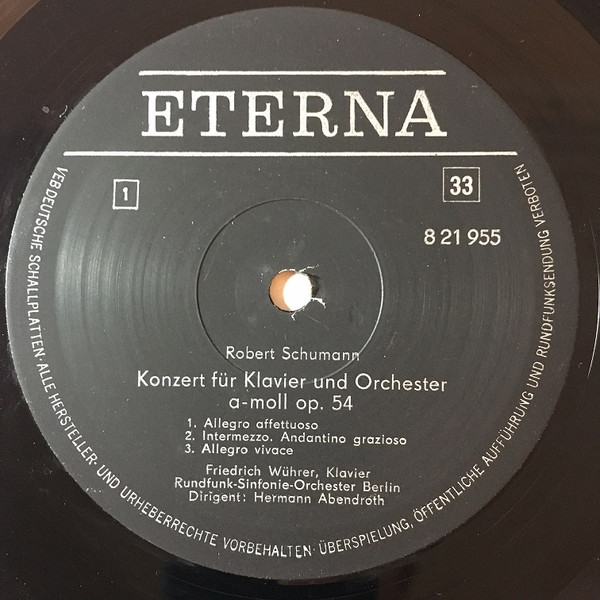 ETERNA
1
33
8 21 955
Robert Schumann
Konzert für Klavier und Orchester
a-moll op. 54
1. Allegro affettuoso
2. Intermezzo. Andantino grazioso
3. Allegro vivace
Friedrich Wührer, Klavier
Rundfunk-Sinfonie-Orchester Berlin
Dirigent: Hermann Abendroth
VEB DEUTSCHE SCHALLPLATTEN · ALLE HERSTELLER- UND URHEBERRECHTE VORBEHALTEN · ÜBERSPIELUNG, ÖFFENTLICHE AUFFÜHRUNG UND RUNDFUNKSENDUNG VERBOTEN